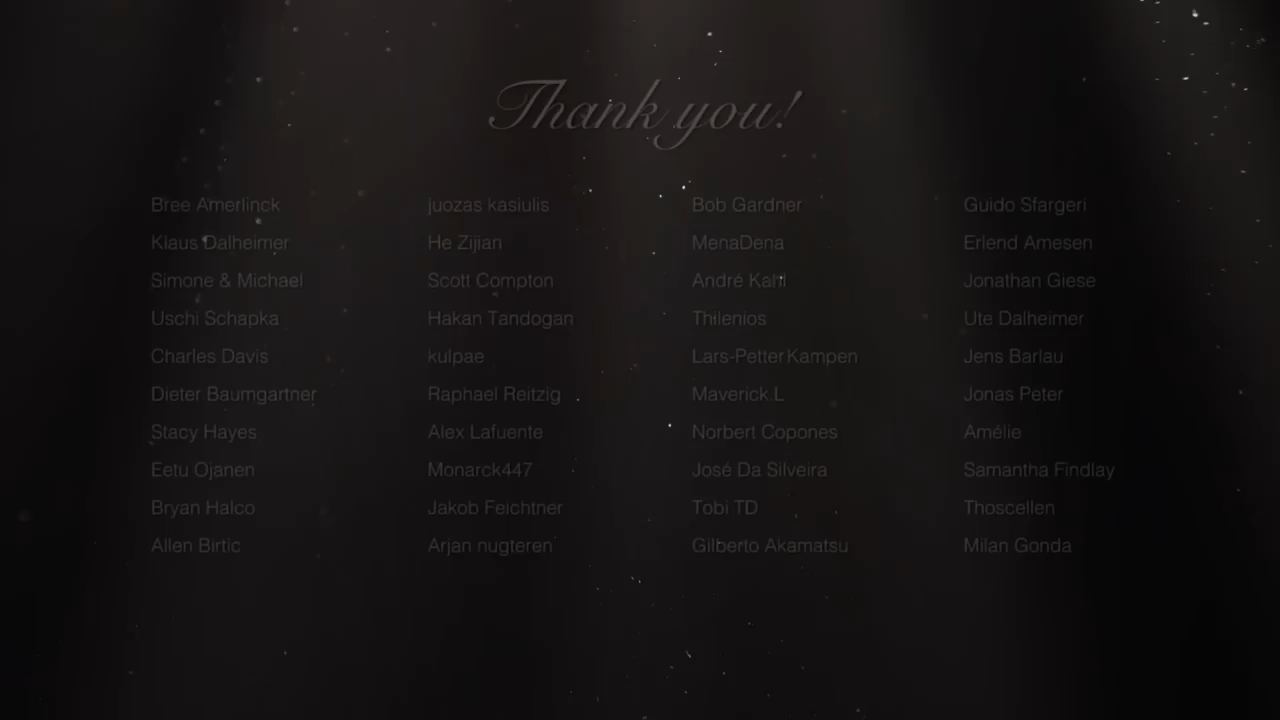 Thank you!
Bree Amerlinck juozas kasiulis Bob Gardner Guido Sfargeri
Klaus Dalheimer He Zijian MenaDena Erlend Amesen
Simone & Michael Scott Compton André Kahl Jonathan Giese
Uschi Schapka Hakan Tandogan Thilenios Ute Dalheimer
Charles Davis kulpae Lars-Petter Kampen Jens Barlau
Dieter Baumgartner Raphael Reitzig Maverick.L Jonas Peter
Stacy Hayes Alex Lafuente Norbert Copones Amélie
Eetu Ojanen Monarck447 José Da Silveira Samantha Findlay
Bryan Halco Jakob Feichtner Tobi TD Thoscellen
Allen Birtic Arjan nugteren Gilberto Akamatsu Milan Gonda